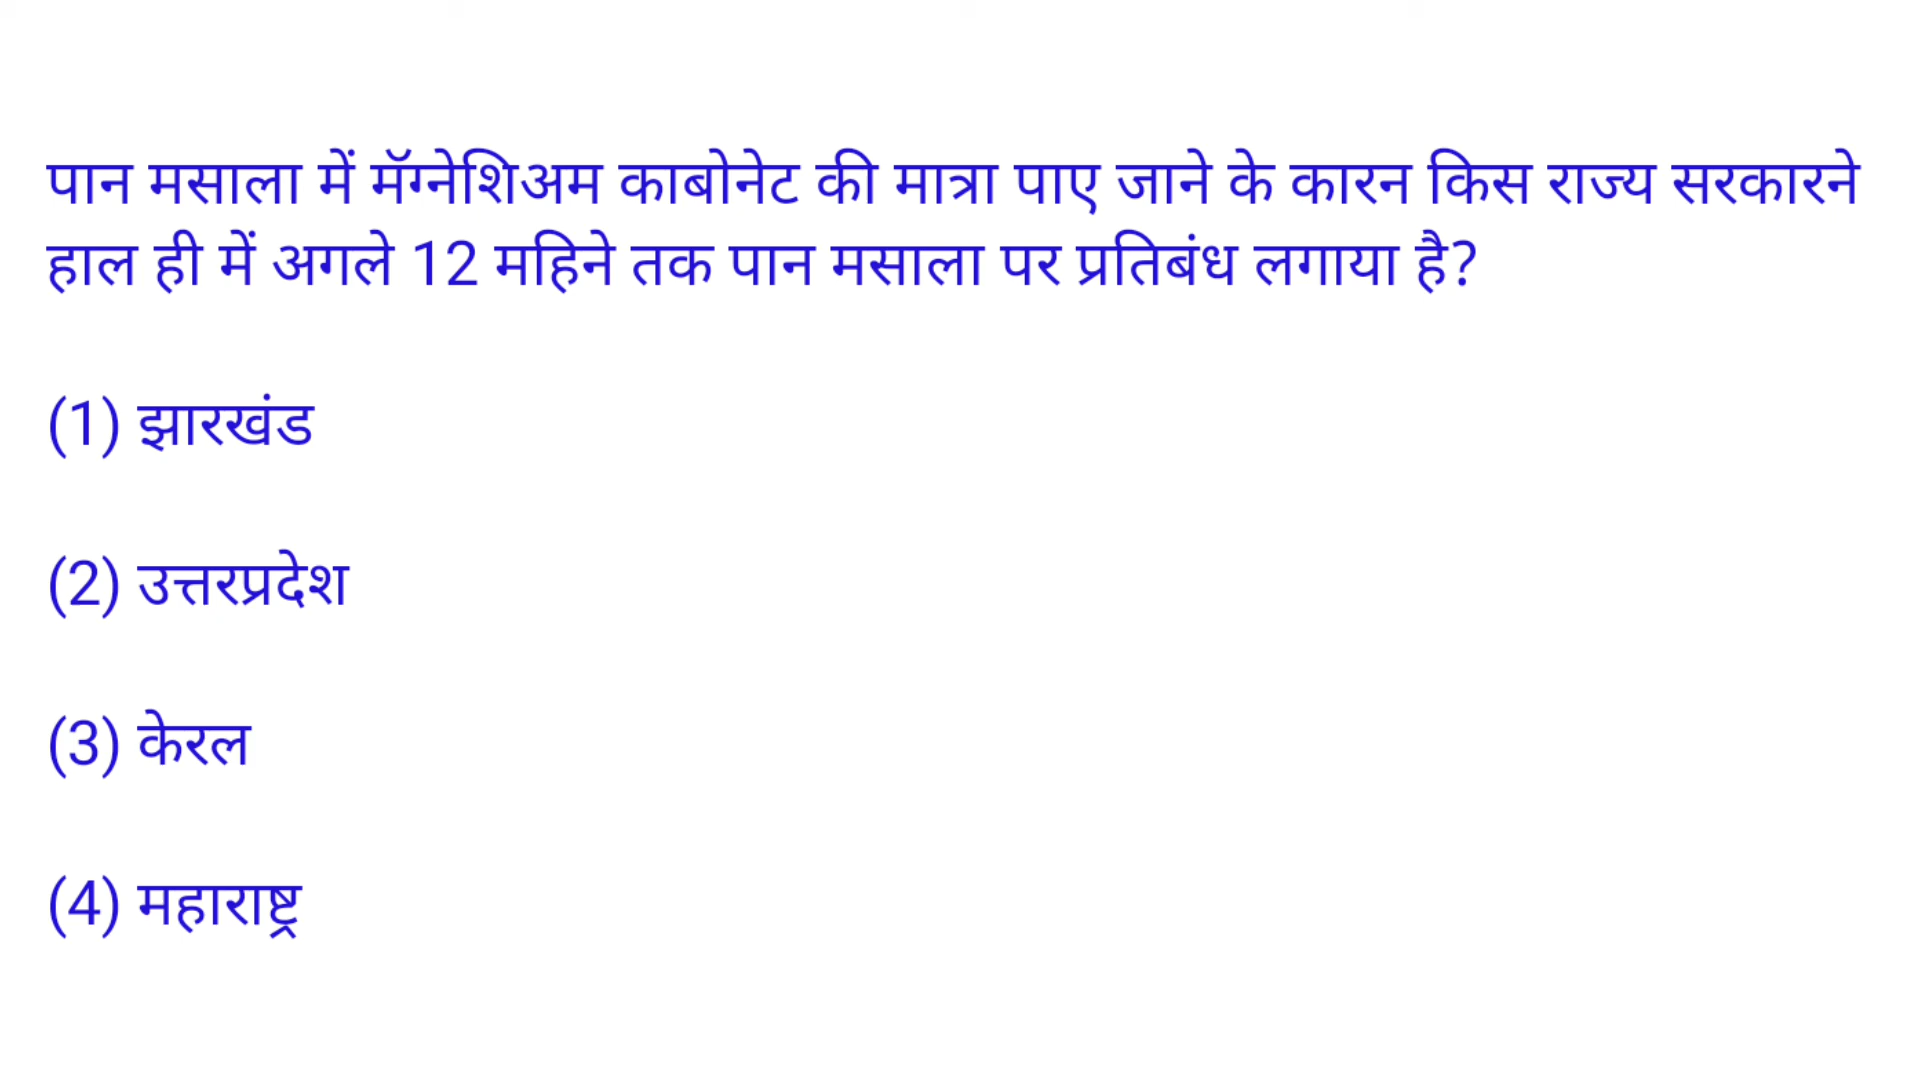 पान मसाला में मॅग्नेशिअम काबोनेट की मात्रा पाए जाने के कारन किस राज्य सरकारने
हाल ही में अगले 12 महिने तक पान मसाला पर प्रतिबंध लगाया है?
(1) झारखंड
(2) उत्तरप्रदेश
(3) केरल
(4) महाराष्ट्र